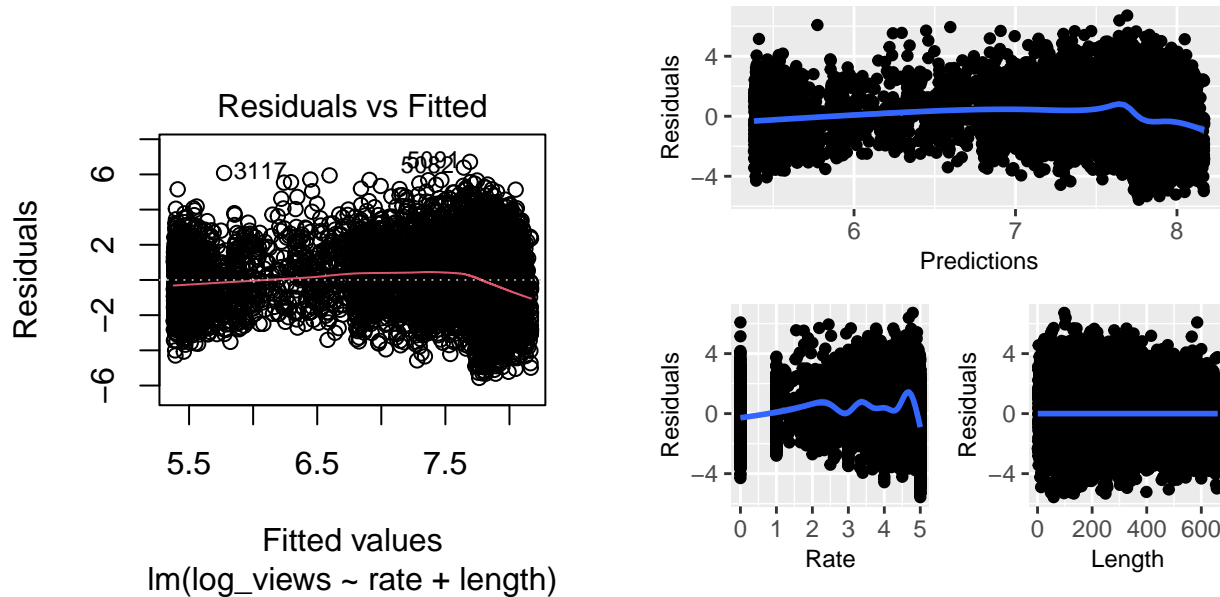 Residuals vs Fitted
Residuals
6
2
−2
−6
3117
5091
5.5 6.5 7.5
Fitted values
lm(log_views ~ rate + length)
Residuals
4
0
−4
6 7 8
Predictions
Residuals
4
0
−4
0 1 2 3 4 5
Rate
Residuals
4
0
−4
0 200 400 600
Length